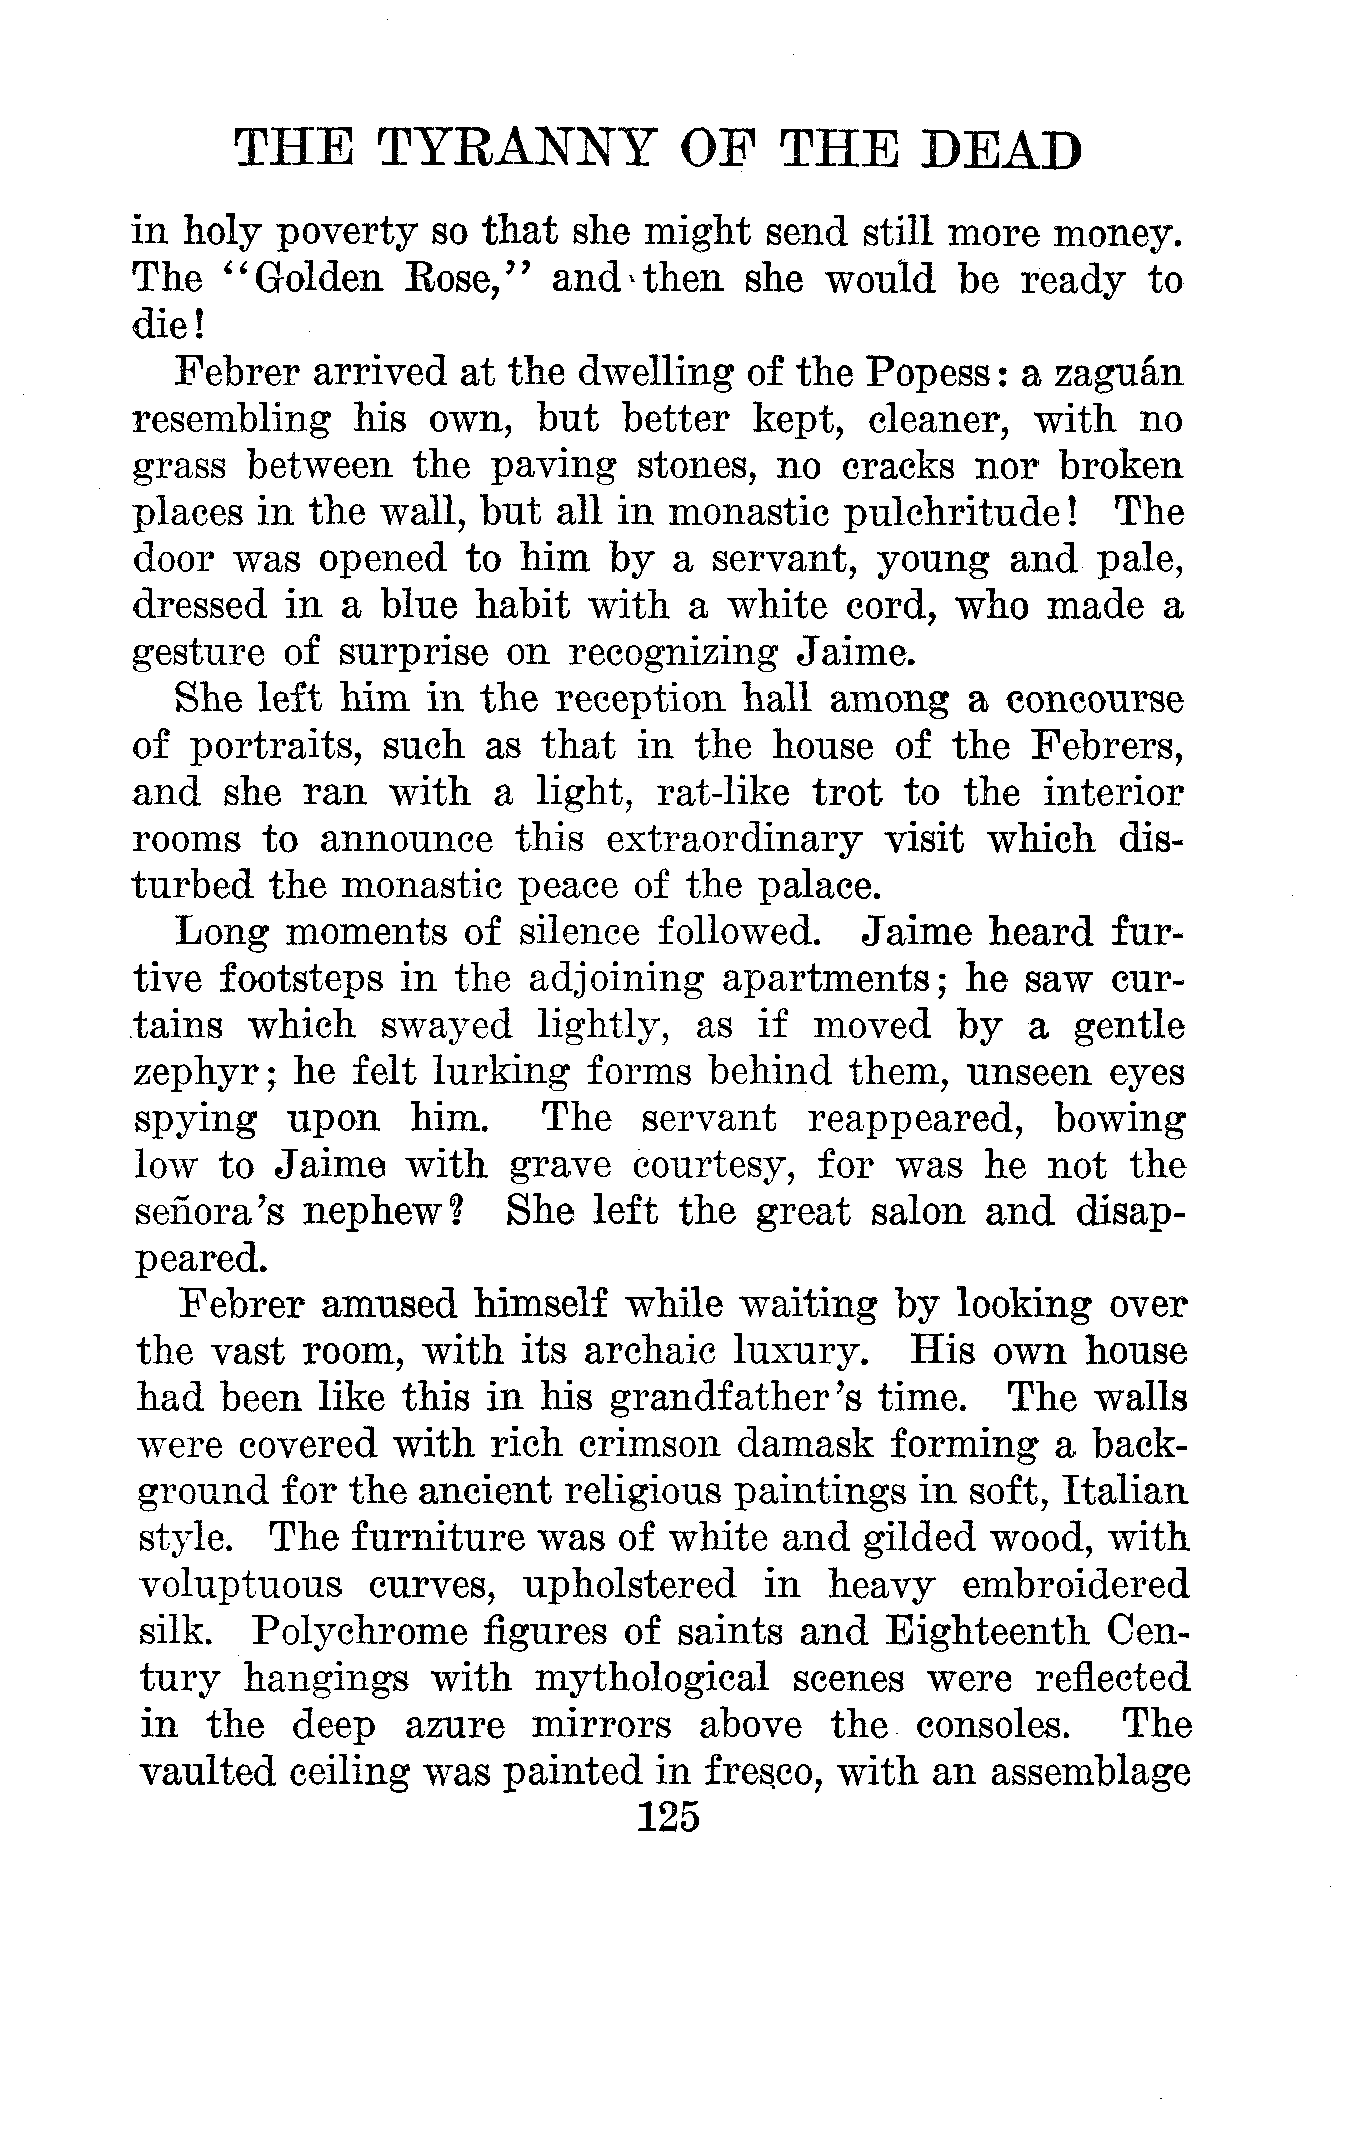 THE TYRANNY OF THE DEAD
in holy poverty so that she might send still more money.
The "Golden Rose," and then she would be ready to
die!
Febrer arrived at the dwelling of the Popess: a zaguán
resembling his own, but better kept, cleaner, with no
grass between the paving stones, no cracks nor broken
places in the wall, but all in monastic pulchritude! The
door was opened to him by a servant, young and pale,
dressed in a blue habit with a white cord, who made a
gesture of surprise on recognizing Jaime.
She left him in the reception hall among a concourse
of portraits, such as that in the house of the Febrers,
and she ran with a light, rat-like trot to the interior
rooms to announce this extraordinary visit which dis-
turbed the monastic peace of the palace.
Long moments of silence followed. Jaime heard fur-
tive footsteps in the adjoining apartments; he saw cur-
tains which swayed lightly, as if moved by a gentle
zephyr; he felt lurking forms behind them, unseen eyes
spying upon him. The servant reappeared, bowing
low to Jaime with grave courtesy, for was he not the
señora's nephew? She left the great salon and disap-
peared.
Febrer amused himself while waiting by looking over
the vast room, with its archaic luxury. His own house
had been like this in his grandfather's time. The walls
were covered with rich crimson damask forming a back-
ground for the ancient religious paintings in soft, Italian
style. The furniture was of white and gilded wood, with
voluptuous curves, upholstered in heavy embroidered
silk. Polychrome figures of saints and Eighteenth Cen-
tury hangings with mythological scenes were reflected
in the deep azure mirrors above the consoles. The
vaulted ceiling was painted in fresco, with an assemblage
125